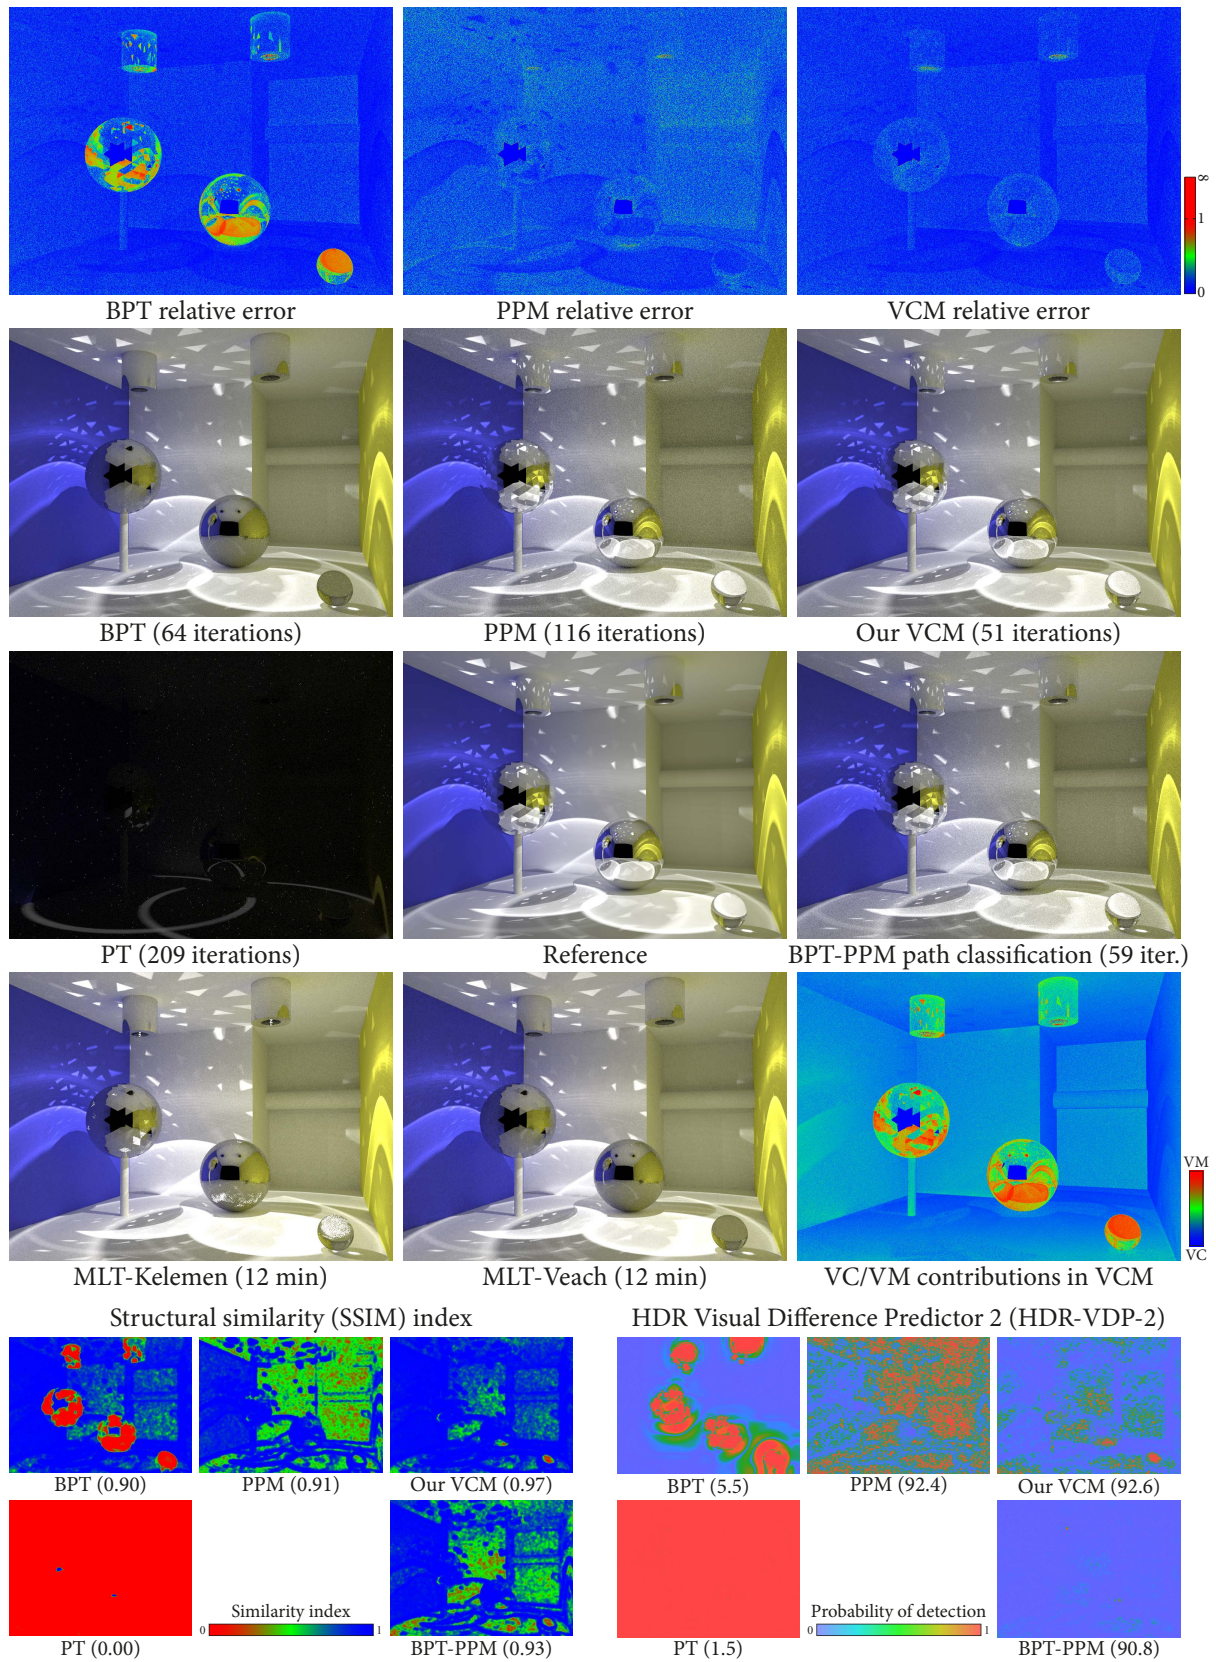 ∞
1
0
BPT relative error
PPM relative error
VCM relative error
BPT (64 iterations)
PPM (116 iterations)
Our VCM (51 iterations)
PT (209 iterations)
Reference
BPT-PPM path classification (59 iter.)
VM
VC
MLT-Kelemen (12 min)
MLT-Veach (12 min)
VC/VM contributions in VCM
Structural similarity (SSIM) index
HDR Visual Difference Predictor 2 (HDR-VDP-2)
BPT (0.90)
PPM (0.91)
Our VCM (0.97)
BPT (5.5)
PPM (92.4)
Our VCM (92.6)
Similarity index
0
1
Probability of detection
0
1
PT (0.00)
BPT-PPM (0.93)
PT (1.5)
BPT-PPM (90.8)